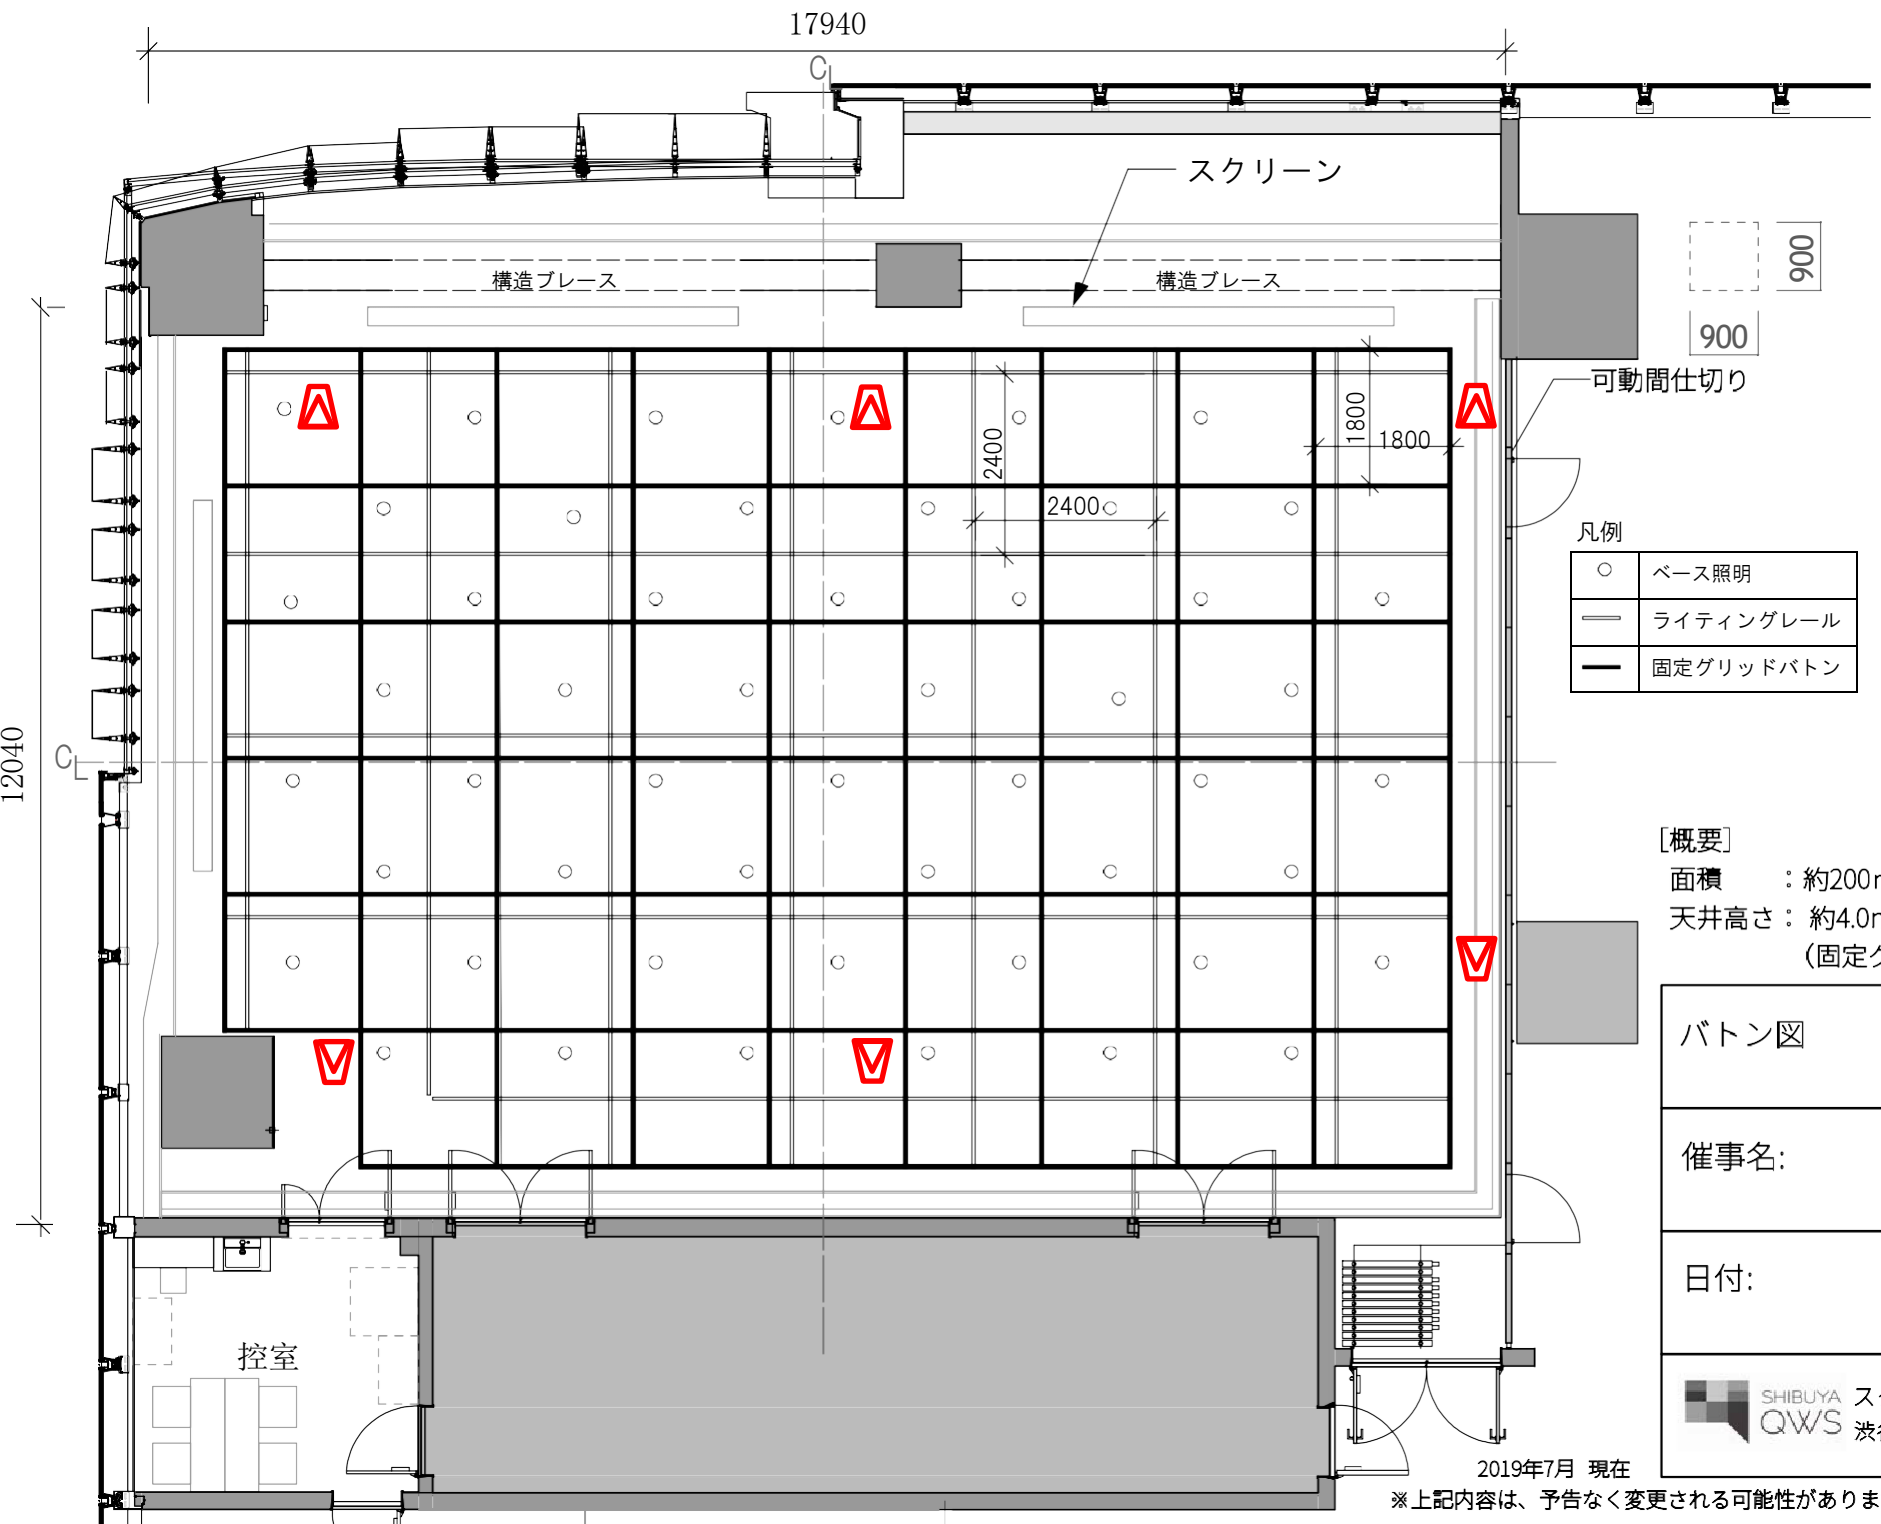 17940
CL
スクリーン
構造ブレース
構造ブレース
900
900
可動間仕切り
1800
1800
2400
2400
凡例
ベース照明
ライティングレール
固定グリッドバトン
12040
CL
[概要]
面積 : 約200
天井高さ: 約4.0
(固定
バトン図
催事名:
日付:
控室
SHIBUYA
QWS
ス
渋
2019年7月 現在
※上記内容は、予告なく変更される可能性がありま